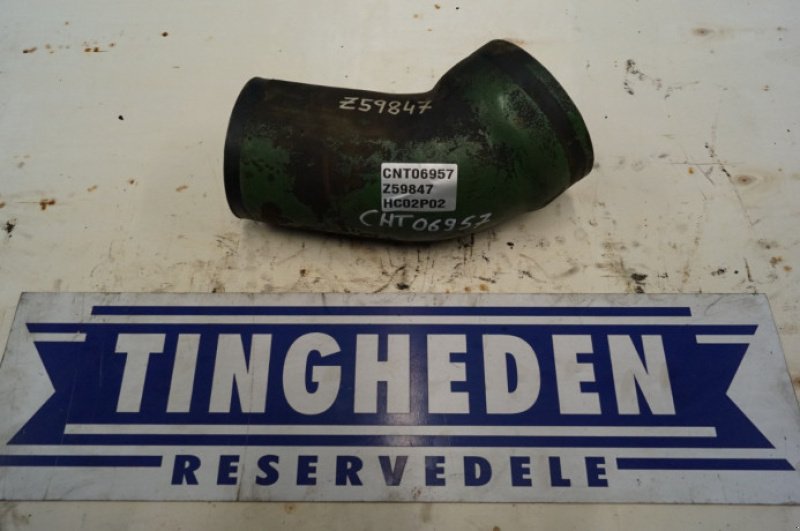 Z59847
CNT06957
Z59847
HC02P02
CNT06957
TINGHEDEN
RESERVEDELE